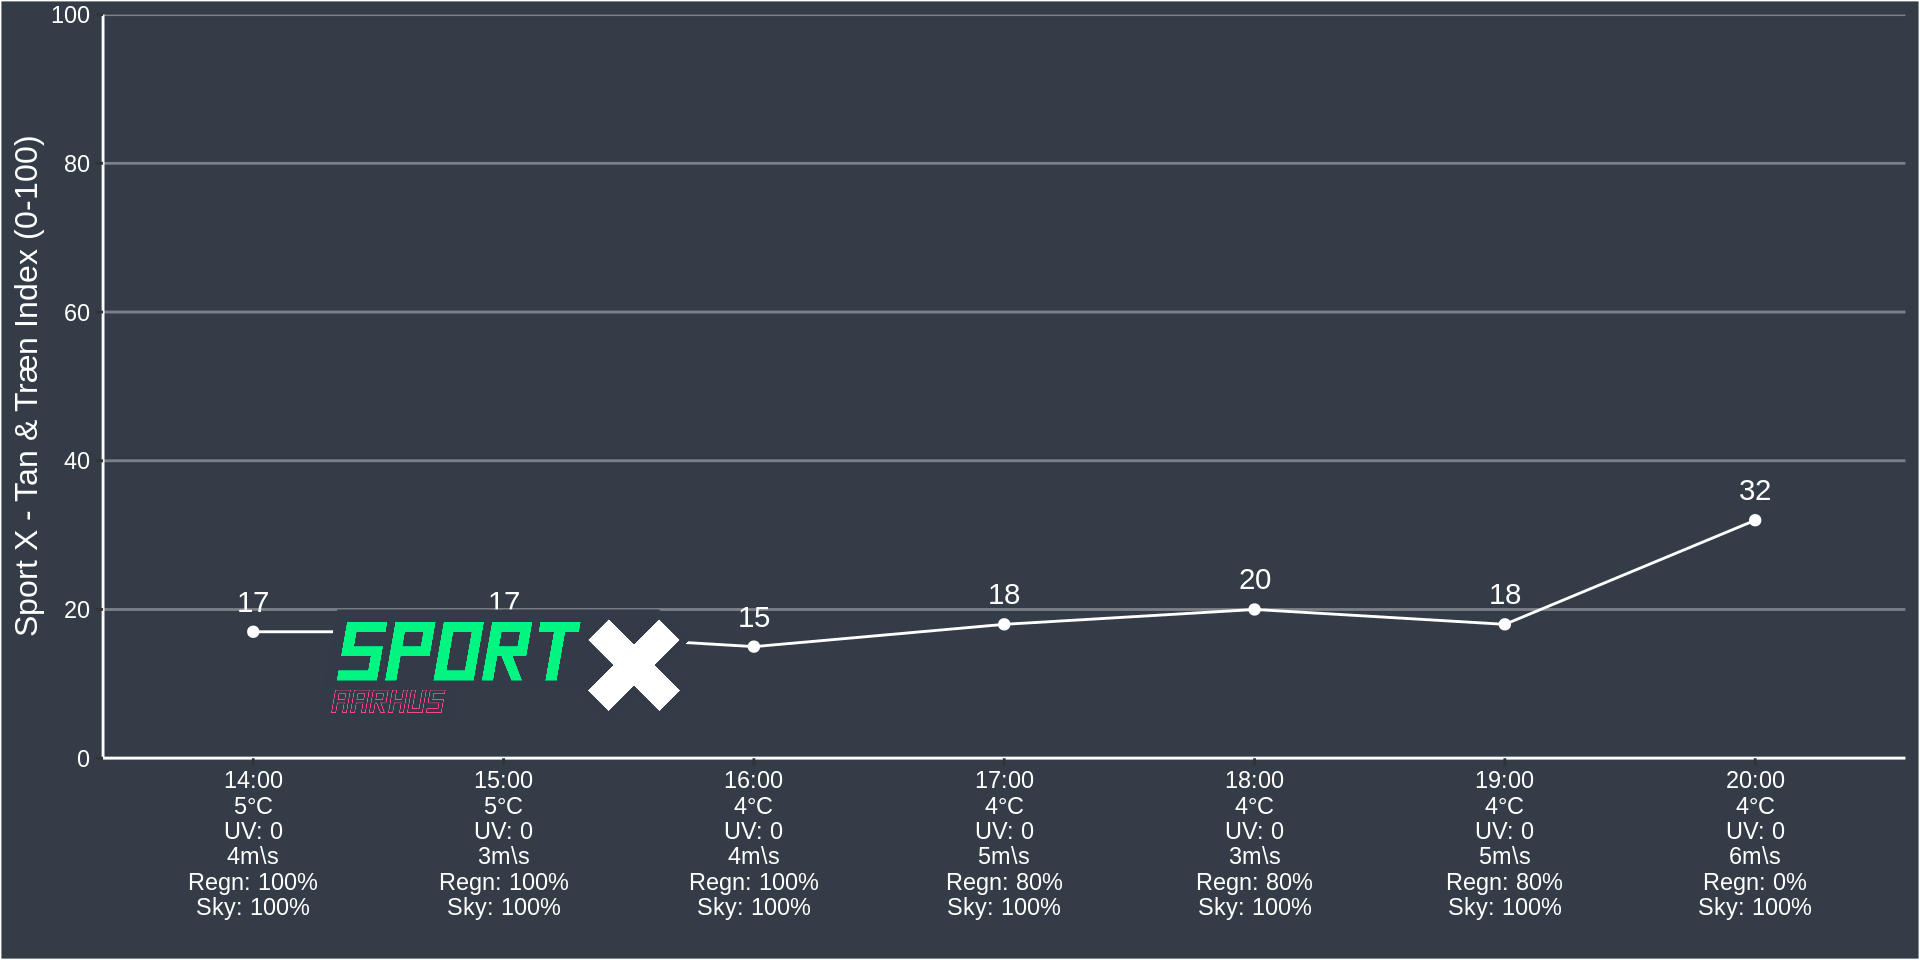 Sport X - Tan & Træn Index (0-100)
100
80
60
40
20
0
17
17
15
18
20
18
32
SPORT X
AARHUS
14:00
5°C
UV: 0
4m\s
Regn: 100%
Sky: 100%
15:00
5°C
UV: 0
3m\s
Regn: 100%
Sky: 100%
16:00
4°C
UV: 0
4m\s
Regn: 100%
Sky: 100%
17:00
4°C
UV: 0
5m\s
Regn: 80%
Sky: 100%
18:00
4°C
UV: 0
3m\s
Regn: 80%
Sky: 100%
19:00
4°C
UV: 0
5m\s
Regn: 80%
Sky: 100%
20:00
4°C
UV: 0
6m\s
Regn: 0%
Sky: 100%